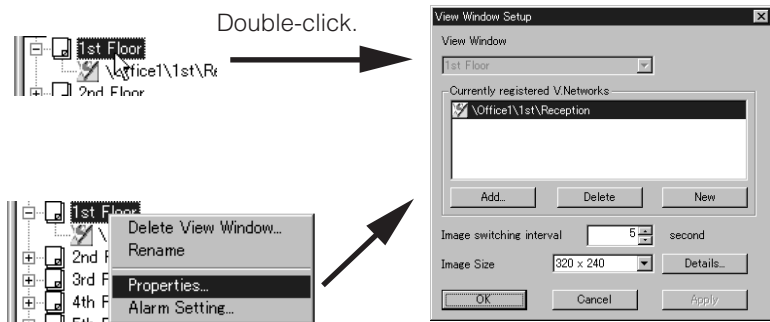 Double-click.
1st Floor
\Office1\1st\Re
2nd Floor
1st Floor
\
2nd F
3rd F
4th F
5th F
Delete View Window...
Rename
Properties...
Alarm Setting...
View Window Setup
View Window
1st Floor
Currently registered V.Networks
\Office1\1st\Reception
Add...
Delete
New
Image switching interval
5
second
Image Size
320 x 240
Details...
OK
Cancel
Apply